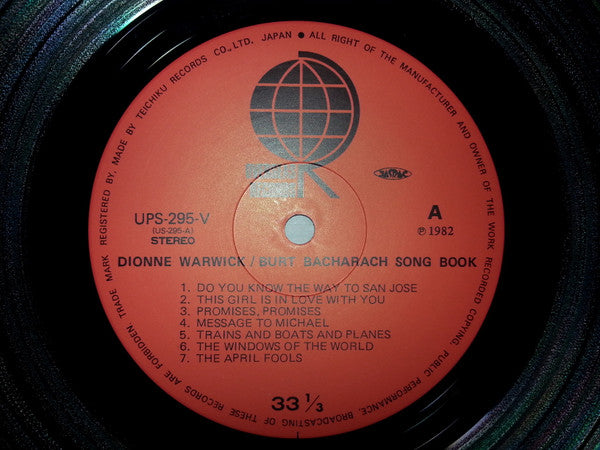 TRADE MARK REGISTERED BY, MADE BY TEICHIKU RECORDS CO., LTD. JAPAN ● ALL RIGHT OF THE MANUFACTURER AND OWNER OF THE WORK RECORDED COPYING, PUBLIC PERFORMANCE, BROADCASTING OF THESE RECORDS ARE FORBIDDEN
JASRAC
UPS-295-V
(US-295-A)
STEREO
A
℗ 1982
DIONNE WARWICK / BURT BACHARACH SONG BOOK
1. DO YOU KNOW THE WAY TO SAN JOSE
2. THIS GIRL IS IN LOVE WITH YOU
3. PROMISES, PROMISES
4. MESSAGE TO MICHAEL
5. TRAINS AND BOATS AND PLANES
6. THE WINDOWS OF THE WORLD
7. THE APRIL FOOLS
33 1/3